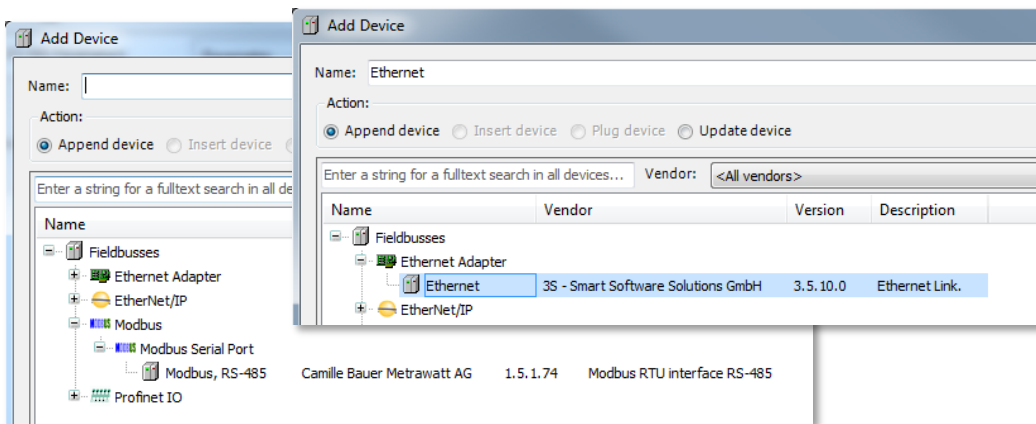 Add Device
Name:
Action:
Append device Insert device
Enter a string for a fulltext search in all de
Name
Fieldbusses
Ethernet Adapter
EtherNet/IP
Modbus
Modbus Serial Port
Modbus, RS-485 Camille Bauer Metrawatt AG 1.5.1.74 Modbus RTU interface RS-485
Profinet IO
Add Device
Name: Ethernet
Action:
Append device Insert device Plug device Update device
Enter a string for a fulltext search in all devices... Vendor: <All vendors>
Name Vendor Version Description
Fieldbusses
Ethernet Adapter
Ethernet 3S - Smart Software Solutions GmbH 3.5.10.0 Ethernet Link.
EtherNet/IP